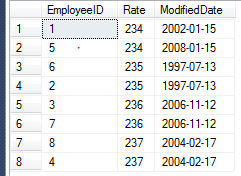 EmployeeID Rate ModifiedDate
1 1 234 2002-01-15
2 5 234 2008-01-15
3 6 235 1997-07-13
4 2 235 1997-07-13
5 3 236 2006-11-12
6 7 236 2006-11-12
7 8 237 2004-02-17
8 4 237 2004-02-17